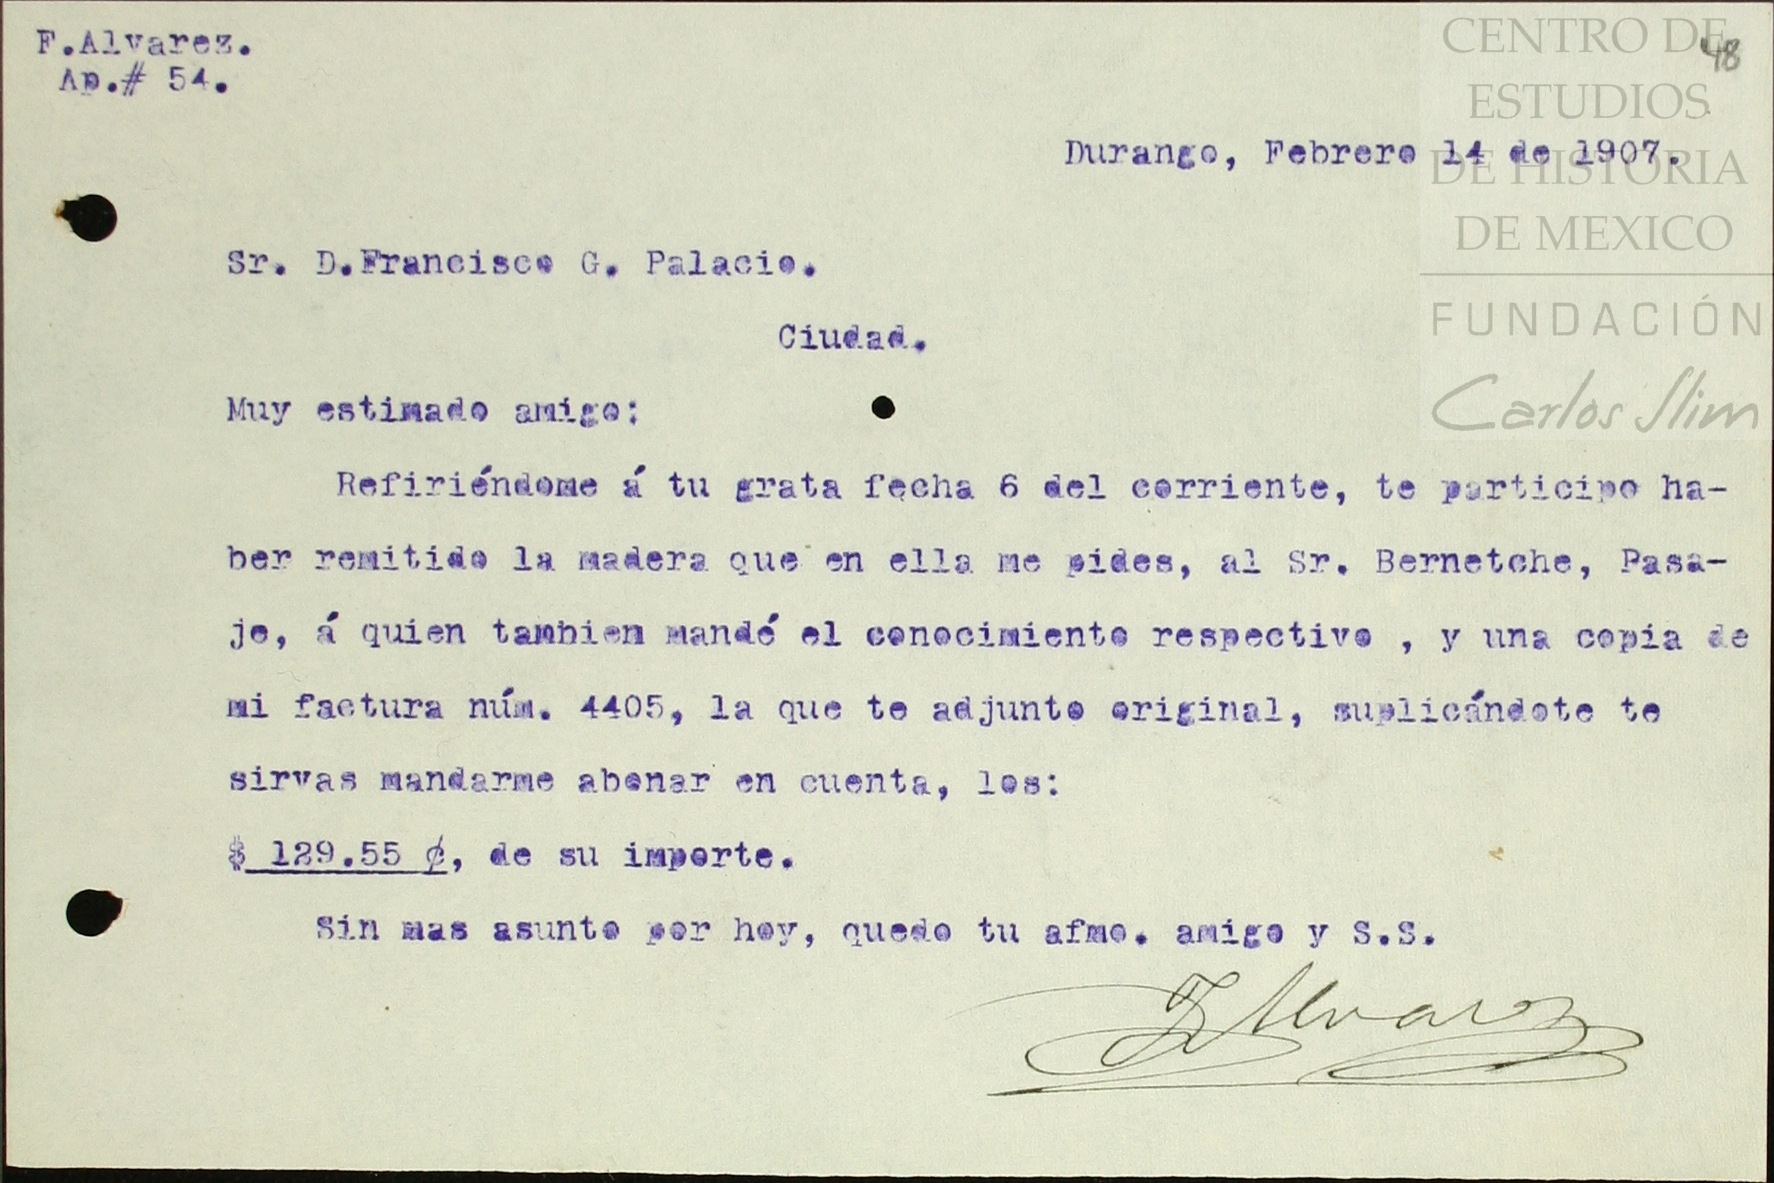 F.Alvarez.
Ap.# 54.
48
Durango, Febrero 14 de 1907.
Sr. D.Francisco G. Palacio.
Ciudad.
Muy estimado amigo:
Refiriéndome á tu grata fecha 6 del corriente, te participo ha-
ber remitido la madera que en ella me pides, al Sr. Bernetche, Pasa-
je, á quien tambien mandé el conocimiento respectivo , y una copia de
mi factura núm. 4405, la que te adjunto original, suplicándote te
sirvas mandarme abonar en cuenta, los:
$ 129.55 ¢, de su importe.
Sin mas asunto por hoy, quedo tu afmo. amigo y S.S.
F Alvarez
CENTRO DE
ESTUDIOS
DE HISTORIA
DE MEXICO
FUNDACIÓN
Carlos Slim